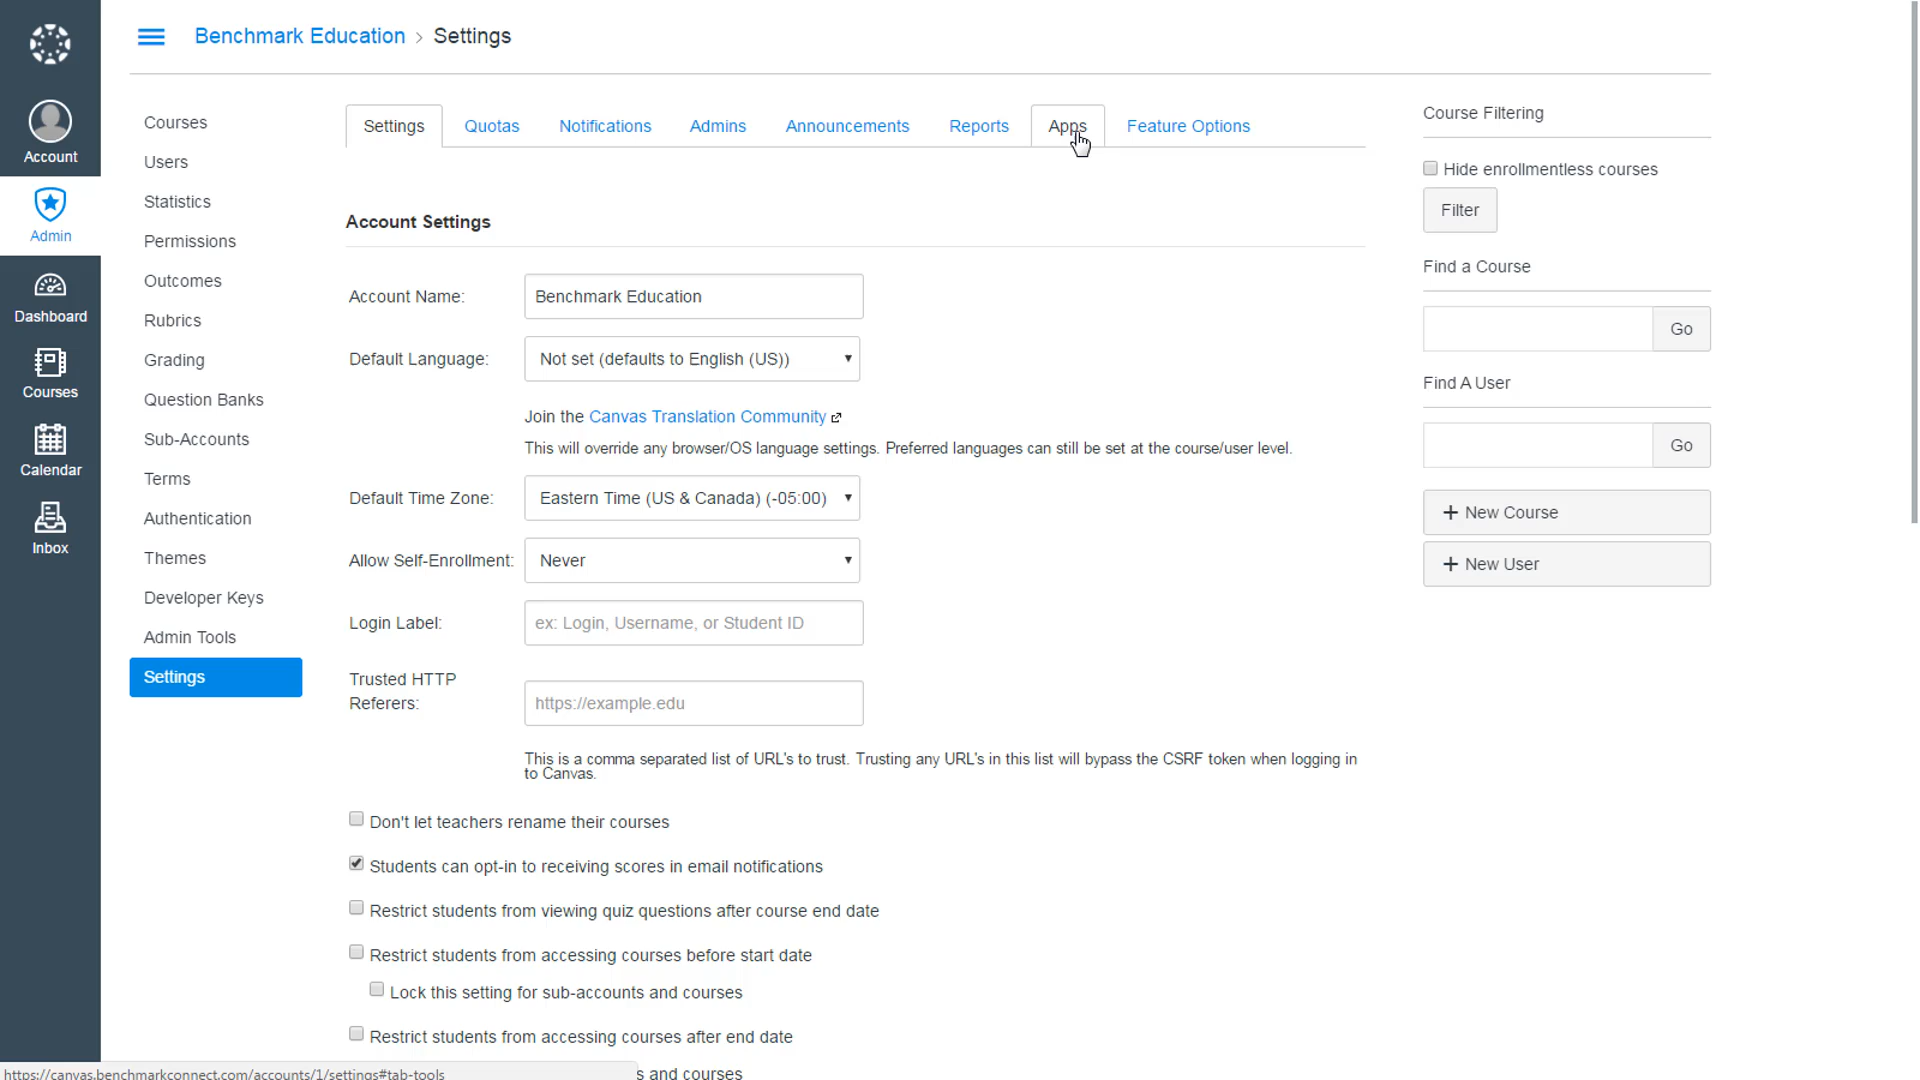 Benchmark Education › Settings
Account
Admin
Dashboard
Courses
Calendar
Inbox
Courses
Users
Statistics
Permissions
Outcomes
Rubrics
Grading
Question Banks
Sub-Accounts
Terms
Authentication
Themes
Developer Keys
Admin Tools
Settings
Settings Quotas Notifications Admins Announcements Reports Apps Feature Options
Account Settings
Account Name: Benchmark Education
Default Language: Not set (defaults to English (US))
Join the Canvas Translation Community
This will override any browser/OS language settings. Preferred languages can still be set at the course/user level.
Default Time Zone: Eastern Time (US & Canada) (-05:00)
Allow Self-Enrollment: Never
Login Label: ex: Login, Username, or Student ID
Trusted HTTP
Referers: https://example.edu
This is a comma separated list of URL's to trust. Trusting any URL's in this list will bypass the CSRF token when logging in
to Canvas.
Don't let teachers rename their courses
Students can opt-in to receiving scores in email notifications
Restrict students from viewing quiz questions after course end date
Restrict students from accessing courses before start date
Lock this setting for sub-accounts and courses
Restrict students from accessing courses after end date
s and courses
Course Filtering
Hide enrollmentless courses
Filter
Find a Course
Go
Find A User
Go
+ New Course
+ New User
https://canvas.benchmarkconnect.com/accounts/1/settings#tab-tools